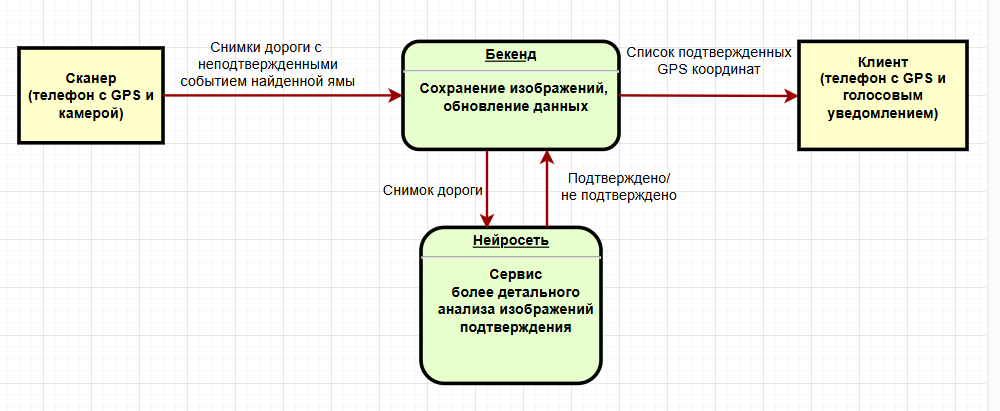 Сканер
(телефон с GPS и
камерой)
Снимки дороги с
неподтвержденными
событием найденной ямы
Бекенд
Сохранение изображений,
обновление данных
Список подтвержденных
GPS координат
Клиент
(телефон с GPS и
голосовым
уведомлением)
Снимок дороги
Подтверждено/
не подтверждено
Нейросеть
Сервис
более детального
анализа изображений
подтверждения